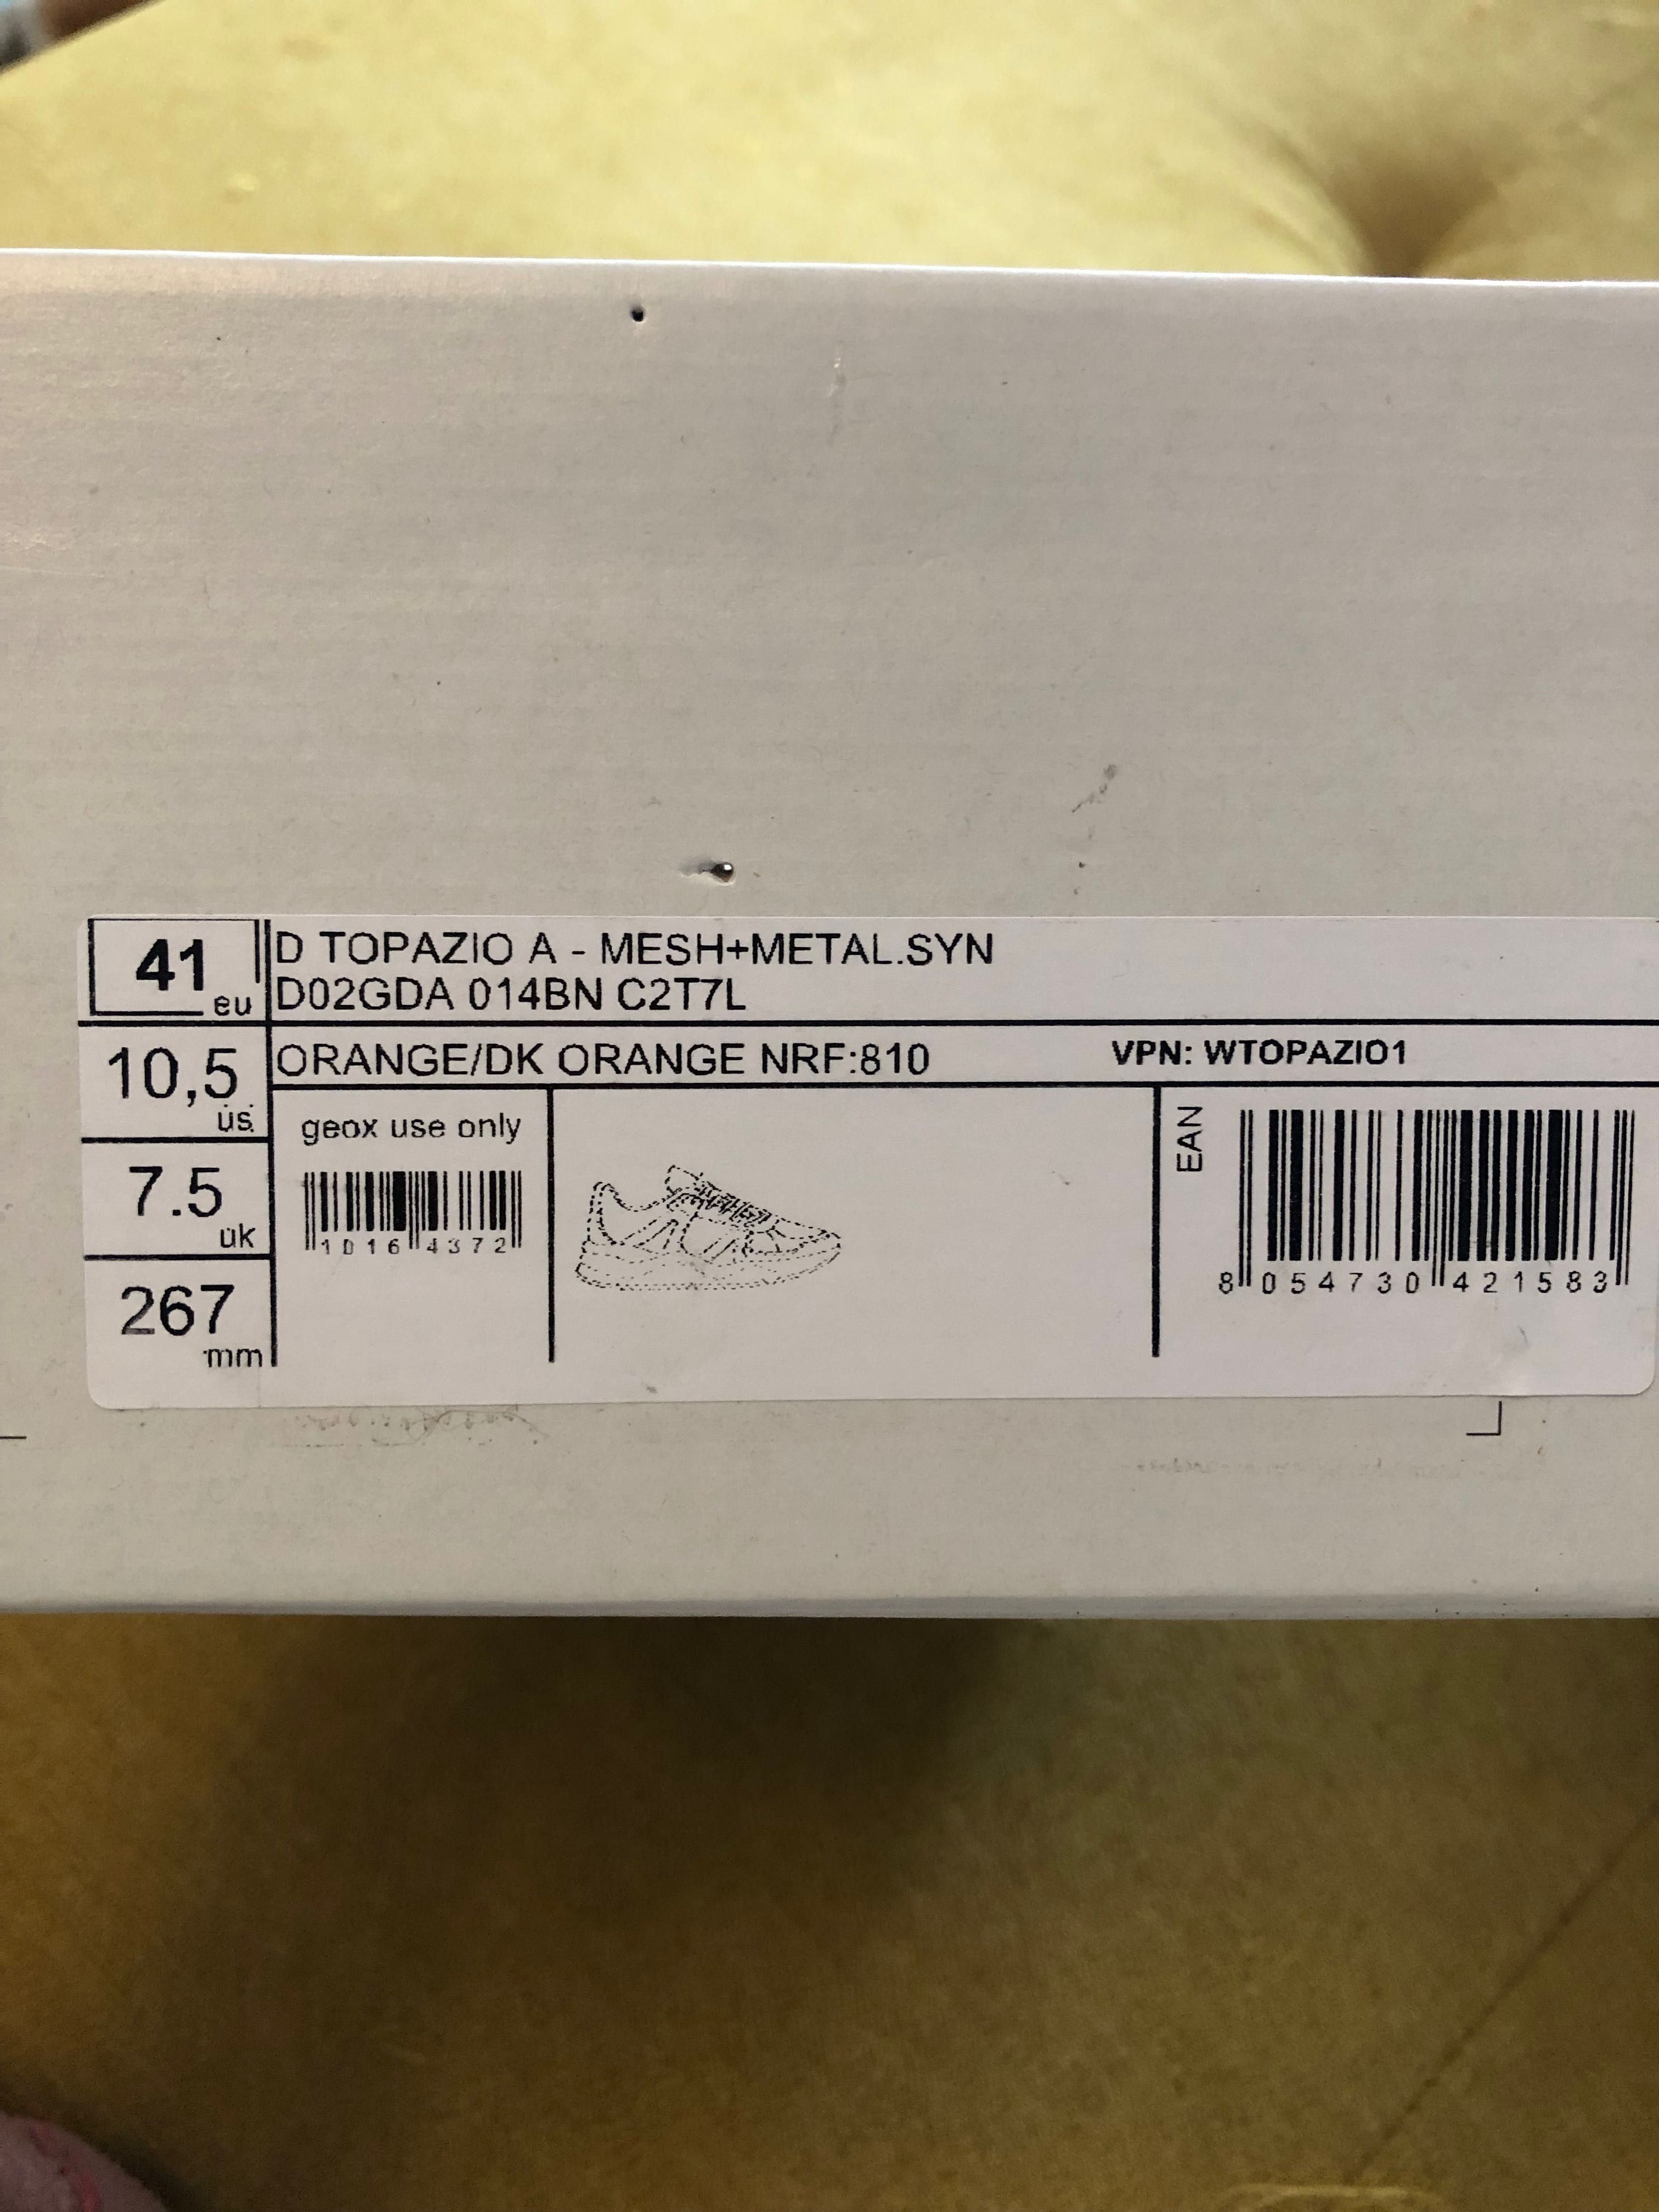 41 eu
D TOPAZIO A - MESH+METAL.SYN
D02GDA 014BN C2T7L
10,5 us
ORANGE/DK ORANGE NRF:810
VPN: WTOPAZIO1
7.5 uk
267 mm
geox use only
1016 4372
EAN
8 054730 421583